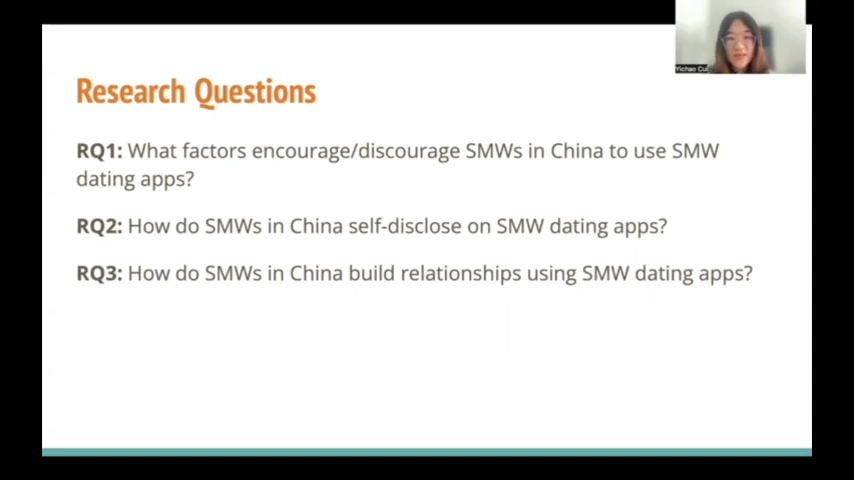 Research Questions
RQ1: What factors encourage/discourage SMWs in China to use SMW
dating apps?
RQ2: How do SMWs in China self-disclose on SMW dating apps?
RQ3: How do SMWs in China build relationships using SMW dating apps?
Yichao Cui